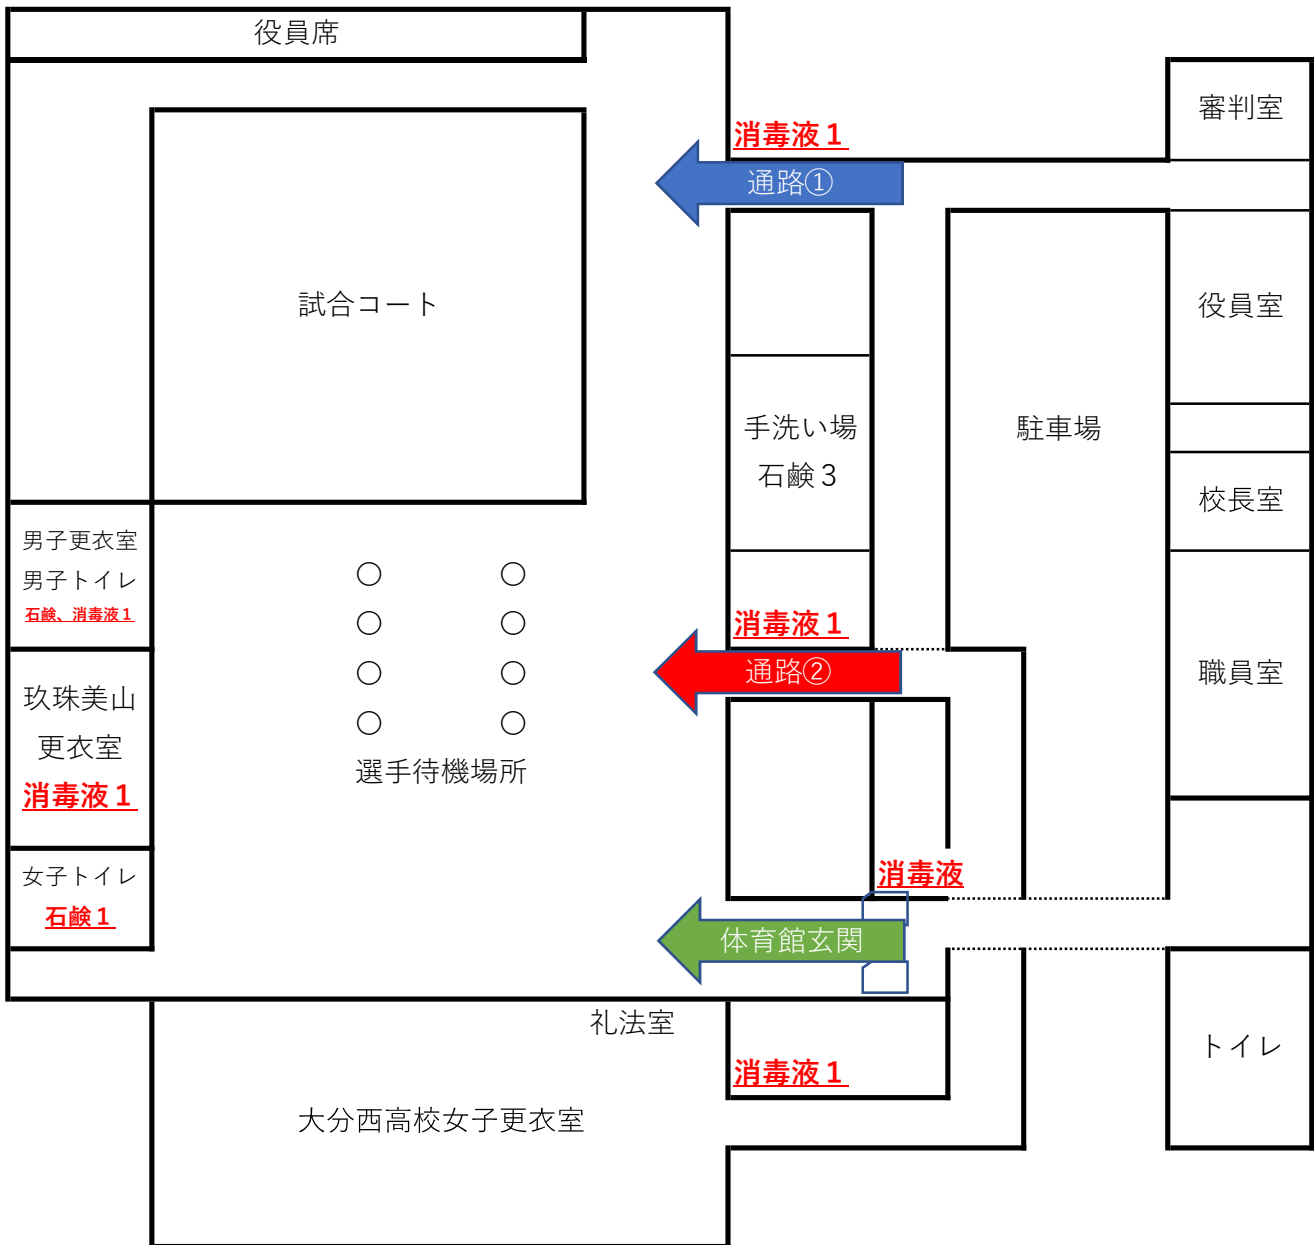 役員席
審判室
消毒液１
通路①
試合コート
役員室
手洗い場
石鹸３
駐車場
校長室
男子更衣室
男子トイレ
石鹸、消毒液１
消毒液１
通路②
職員室
玖珠美山
更衣室
消毒液１
選手待機場所
女子トイレ
石鹸１
消毒液
体育館玄関
礼法室
消毒液１
トイレ
大分西高校女子更衣室